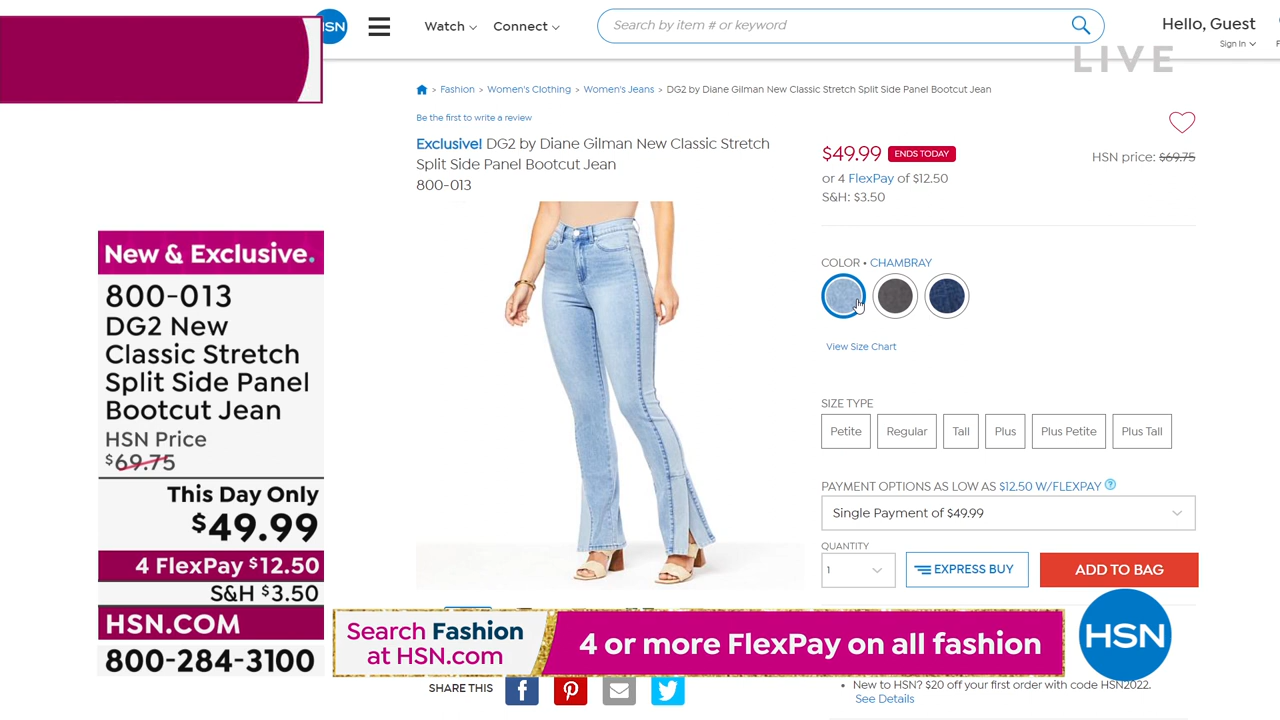 HSN
Watch
Connect
Search by item # or keyword
Hello, Guest
Sign In
LIVE
Fashion > Women's Clothing > Women's Jeans > DG2 by Diane Gilman New Classic Stretch Split Side Panel Bootcut Jean
Be the first to write a review
Exclusive! DG2 by Diane Gilman New Classic Stretch
Split Side Panel Bootcut Jean
800-013
$49.99 ENDS TODAY
HSN price: $69.75
or 4 FlexPay of $12.50
S&H: $3.50
COLOR • CHAMBRAY
View Size Chart
SIZE TYPE
Petite
Regular
Tall
Plus
Plus Petite
Plus Tall
PAYMENT OPTIONS AS LOW AS $12.50 W/FLEXPAY ?
Single Payment of $49.99
QUANTITY
1
EXPRESS BUY
ADD TO BAG
New & Exclusive.
800-013
DG2 New
Classic Stretch
Split Side Panel
Bootcut Jean
HSN Price
$69.75
This Day Only
$49.99
4 FlexPay $12.50
S&H $3.50
HSN.COM
800-284-3100
Search Fashion
at HSN.com
4 or more FlexPay on all fashion
HSN
SHARE THIS
• New to HSN? $20 off your first order with code HSN2022.
See Details